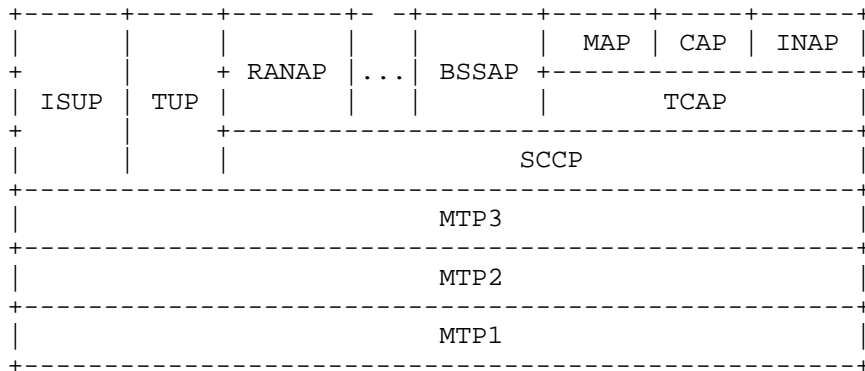 MAP CAP INAP
RANAP ... BSSAP
ISUP TUP TCAP
SCCP
MTP3
MTP2
MTP1